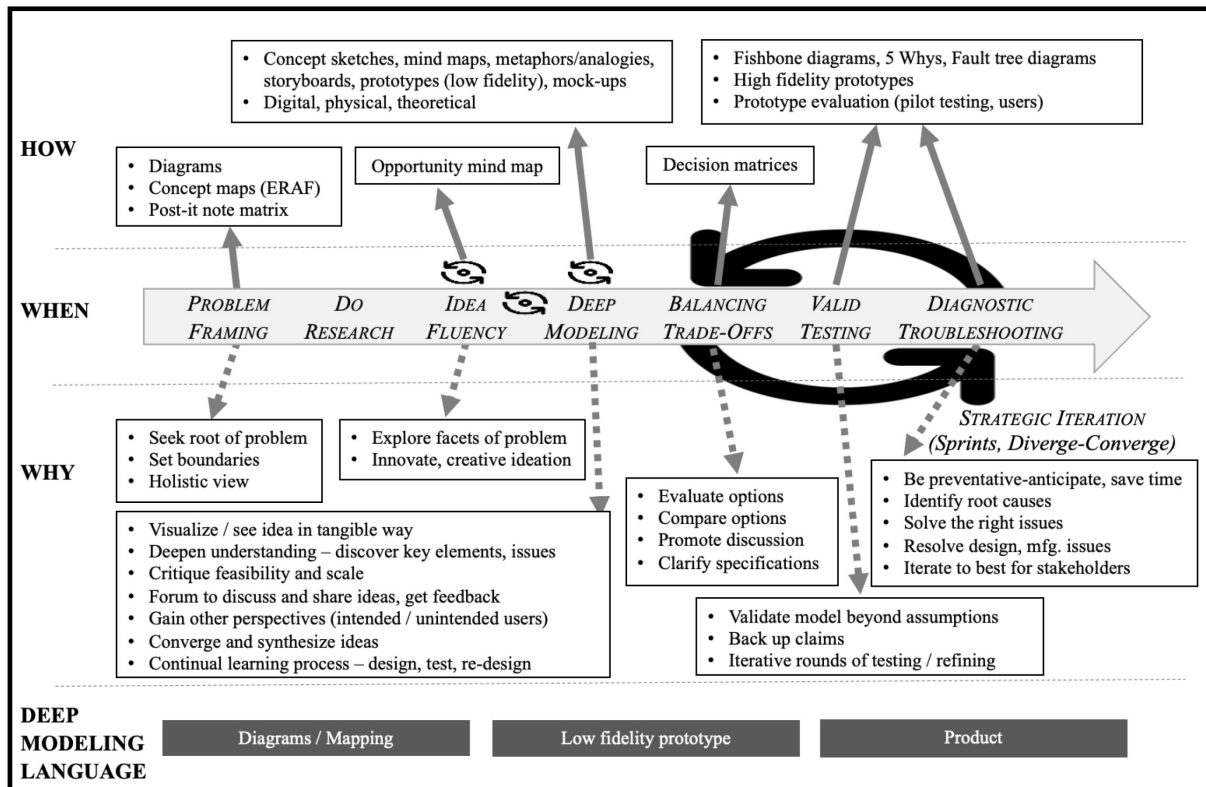 • Concept sketches, mind maps, metaphors/analogies,
storyboards, prototypes (low fidelity), mock-ups
• Digital, physical, theoretical
• Fishbone diagrams, 5 Whys, Fault tree diagrams
• High fidelity prototypes
• Prototype evaluation (pilot testing, users)
HOW
• Diagrams
• Concept maps (ERAF)
• Post-it note matrix
Opportunity mind map
Decision matrices
WHEN
PROBLEM
FRAMING
DO
RESEARCH
IDEA
FLUENCY
DEEP
MODELING
BALANCING
TRADE-OFFS
VALID
TESTING
DIAGNOSTIC
TROUBLESHOOTING
STRATEGIC ITERATION
(Sprints, Diverge-Converge)
WHY
• Seek root of problem
• Set boundaries
• Holistic view
• Explore facets of problem
• Innovate, creative ideation
• Visualize / see idea in tangible way
• Deepen understanding – discover key elements, issues
• Critique feasibility and scale
• Forum to discuss and share ideas, get feedback
• Gain other perspectives (intended / unintended users)
• Converge and synthesize ideas
• Continual learning process – design, test, re-design
• Evaluate options
• Compare options
• Promote discussion
• Clarify specifications
• Be preventative-anticipate, save time
• Identify root causes
• Solve the right issues
• Resolve design, mfg. issues
• Iterate to best for stakeholders
• Validate model beyond assumptions
• Back up claims
• Iterative rounds of testing / refining
DEEP
MODELING
LANGUAGE
Diagrams / Mapping
Low fidelity prototype
Product